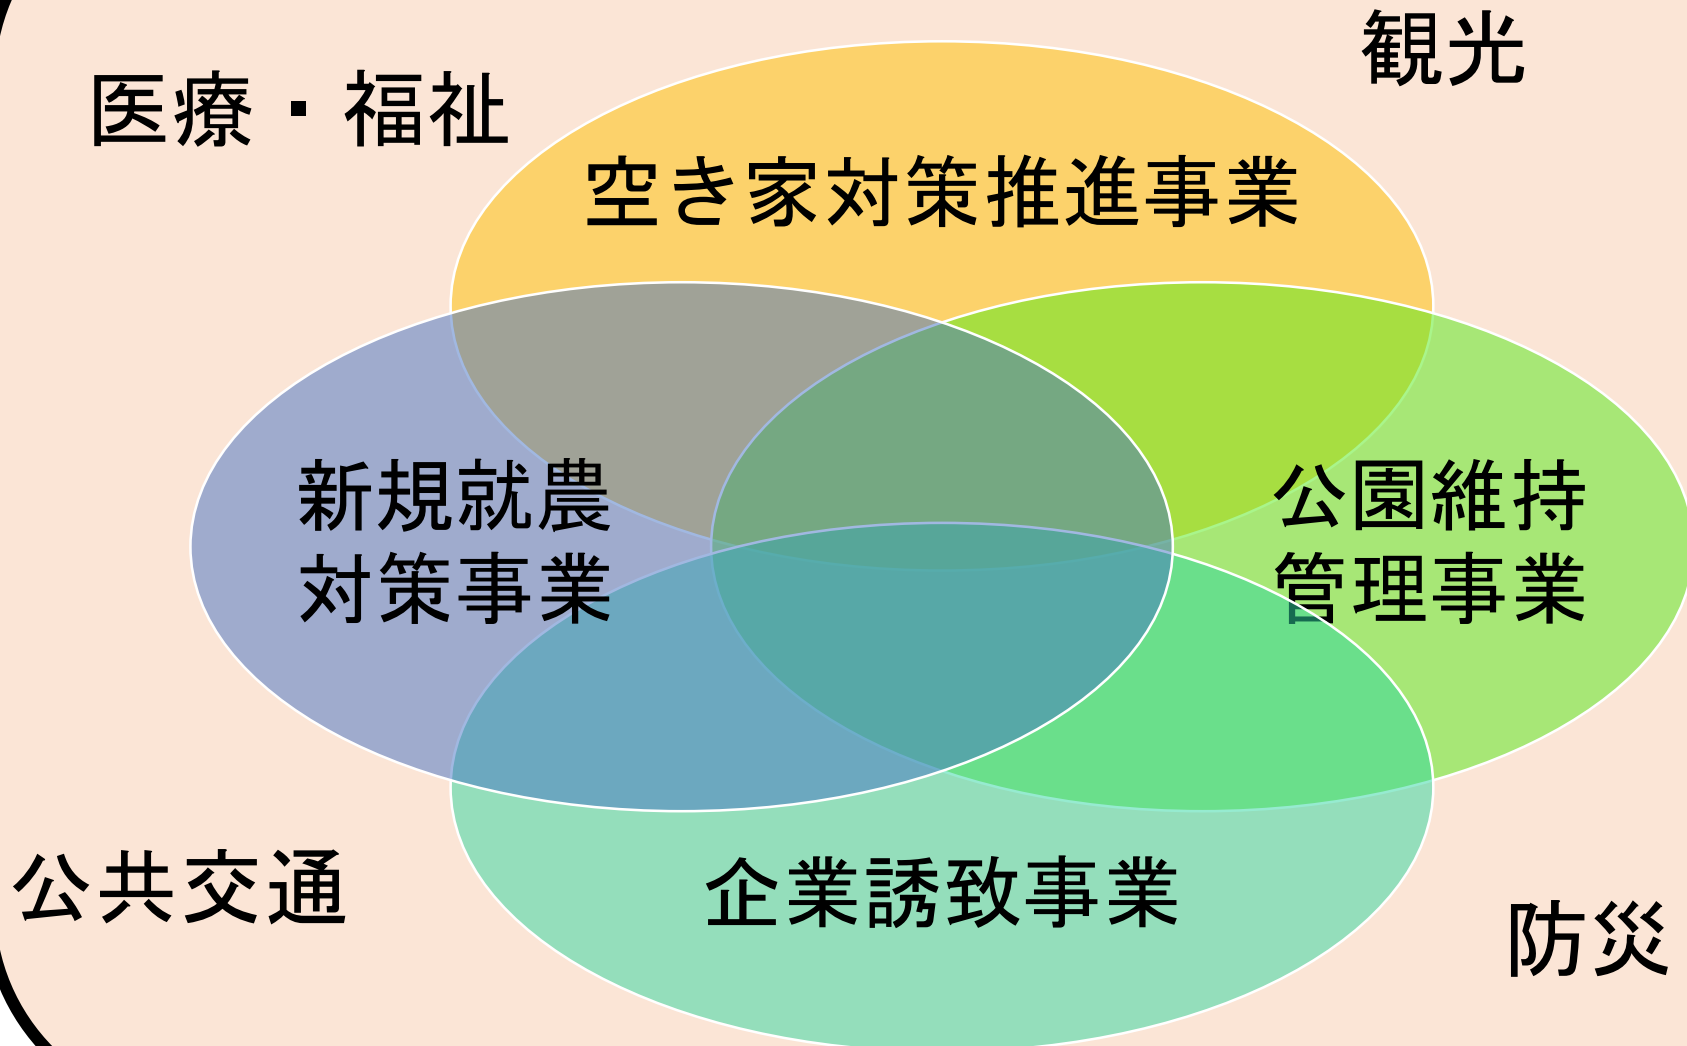 観光
医療・福祉
空き家対策推進事業
新規就農
対策事業
公園維持
管理事業
公共交通
企業誘致事業
防災